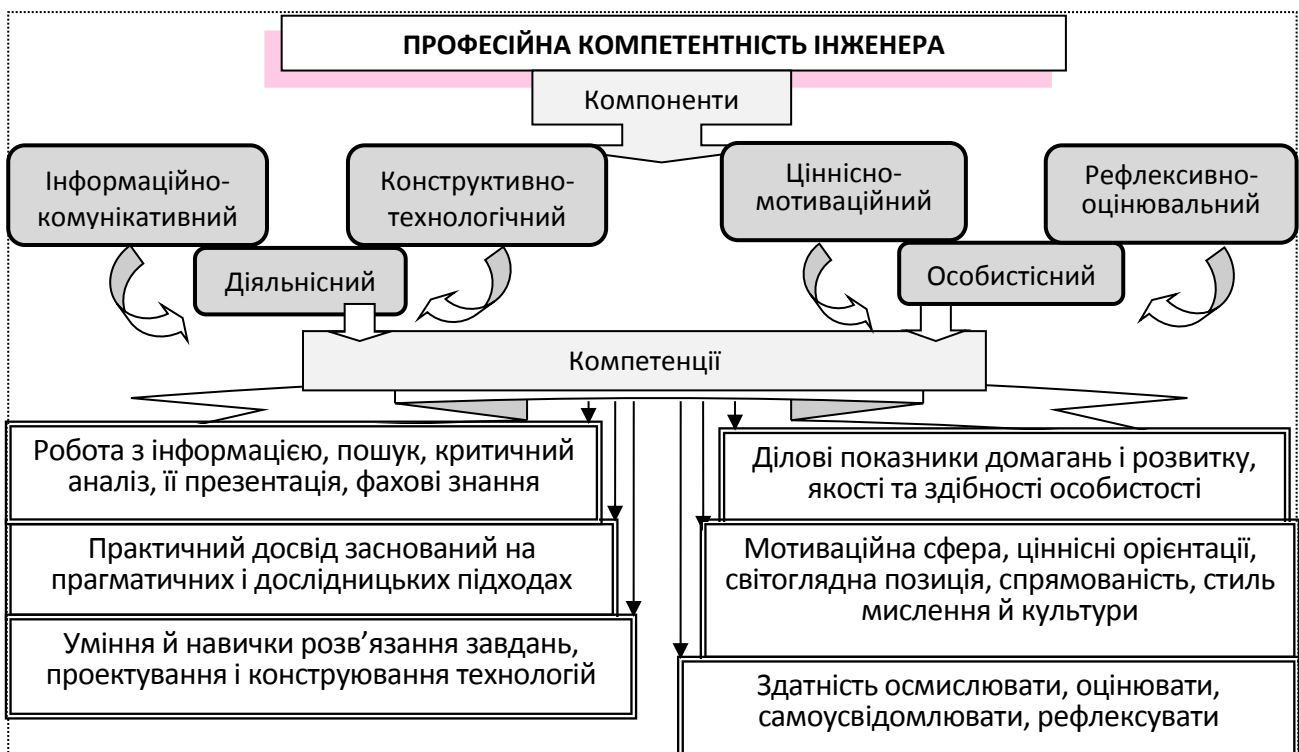 ПРОФЕСІЙНА КОМПЕТЕНТНІСТЬ ІНЖЕНЕРА
Компоненти
Інформаційно-
комунікативний
Конструктивно-
технологічний
Ціннісно-
мотиваційний
Рефлексивно-
оцінювальний
Діяльнісний
Особистісний
Компетенції
Робота з інформацією, пошук, критичний
аналіз, її презентація, фахові знання
Практичний досвід заснований на
прагматичних і дослідницьких підходах
Уміння й навички розв’язання завдань,
проектування і конструювання технологій
Ділові показники домагань і розвитку,
якості та здібності особистості
Мотиваційна сфера, ціннісні орієнтації,
світоглядна позиція, спрямованість, стиль
мислення й культури
Здатність осмислювати, оцінювати,
самоусвідомлювати, рефлексувати